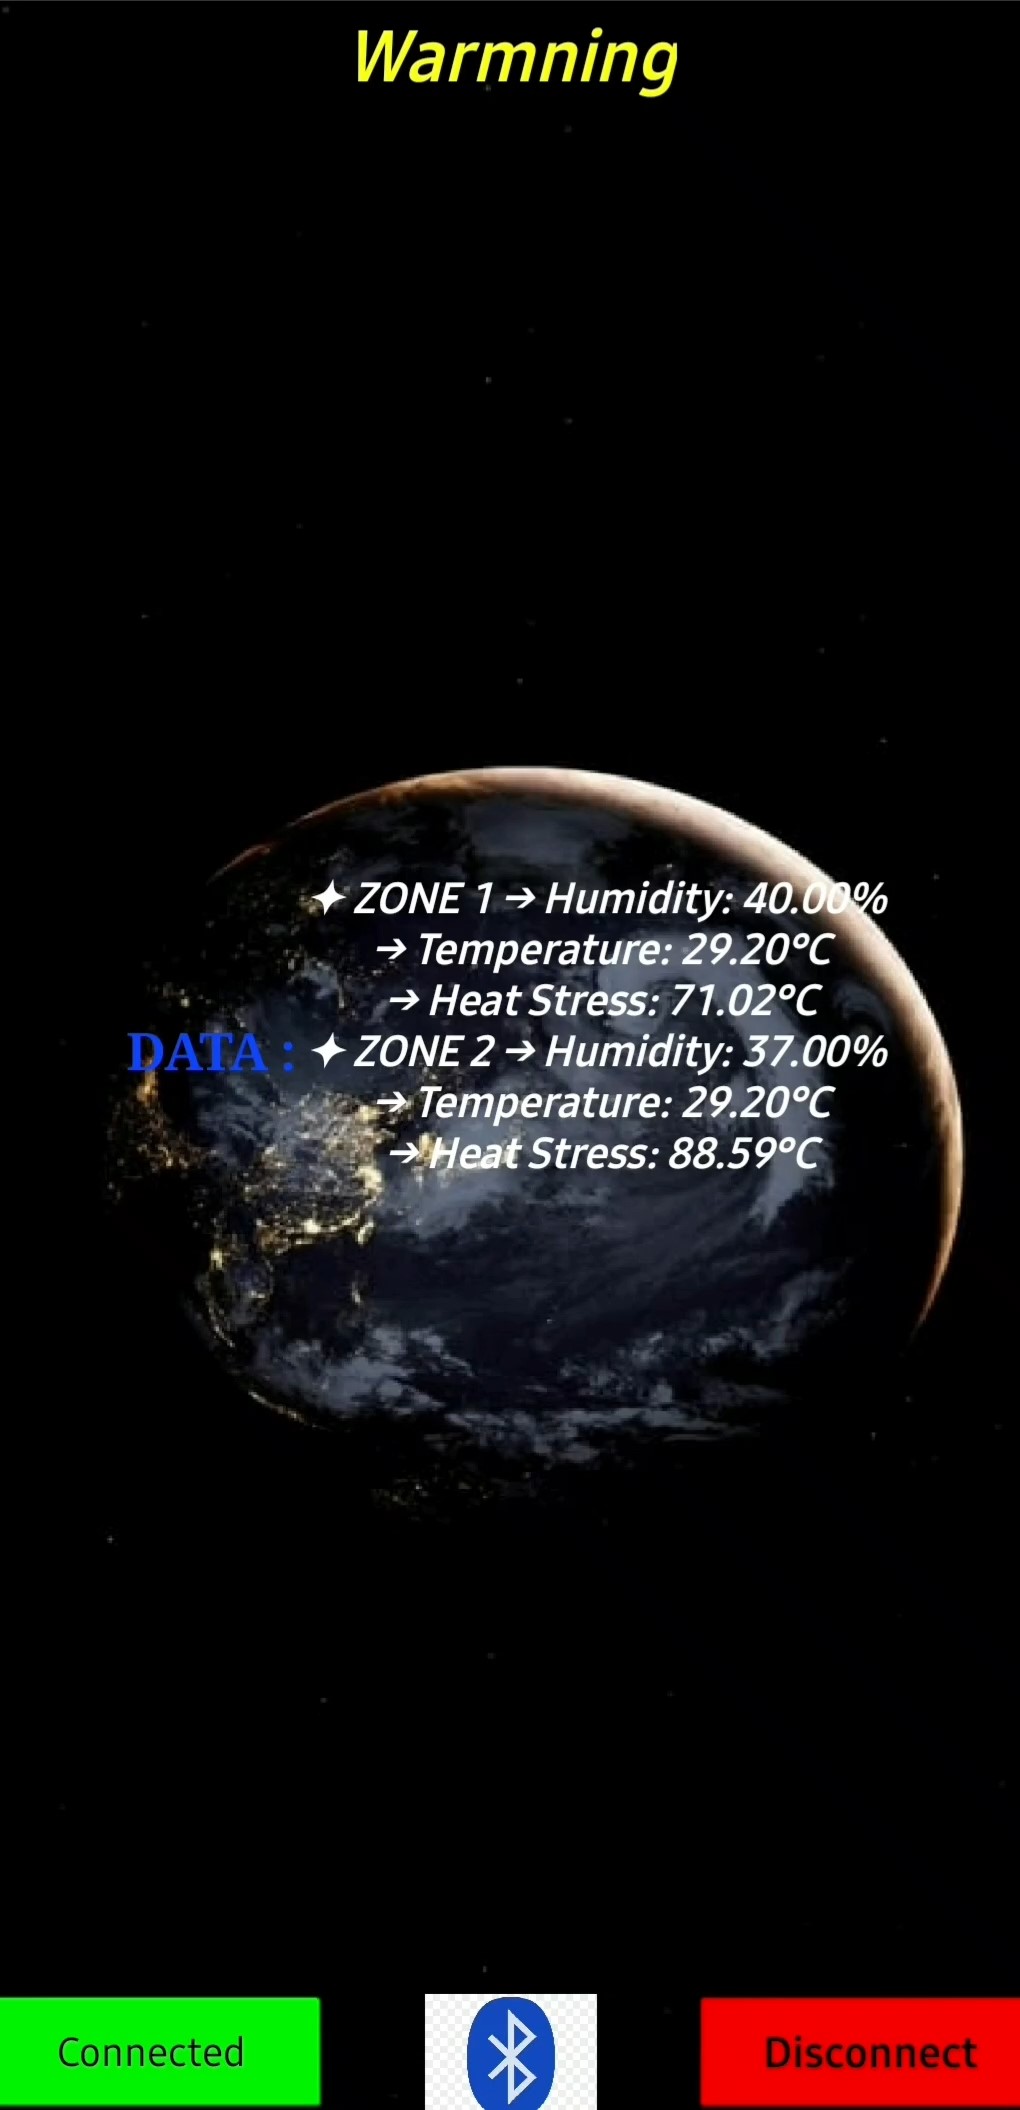 Warmning
✦ ZONE 1 → Humidity: 40.00%
→ Temperature: 29.20°C
→ Heat Stress: 71.02°C
DATA : ✦ ZONE 2 → Humidity: 37.00%
→ Temperature: 29.20°C
→ Heat Stress: 88.59°C
Connected
Disconnect